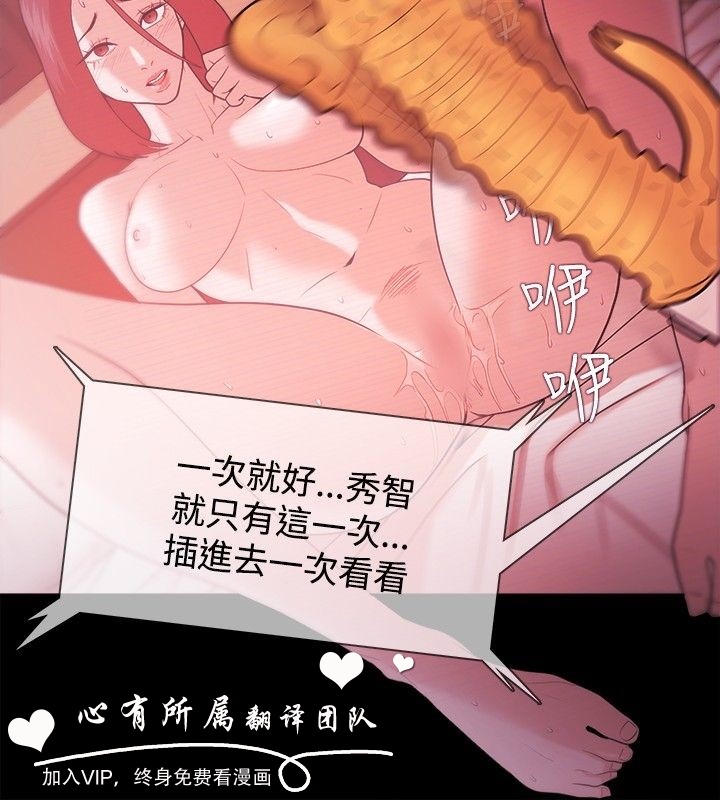 咿
咿
咿
咿
一次就好...秀智
就只有這一次...
插進去一次看看
心有所属翻译团队
加入VIP，终身免费看漫画